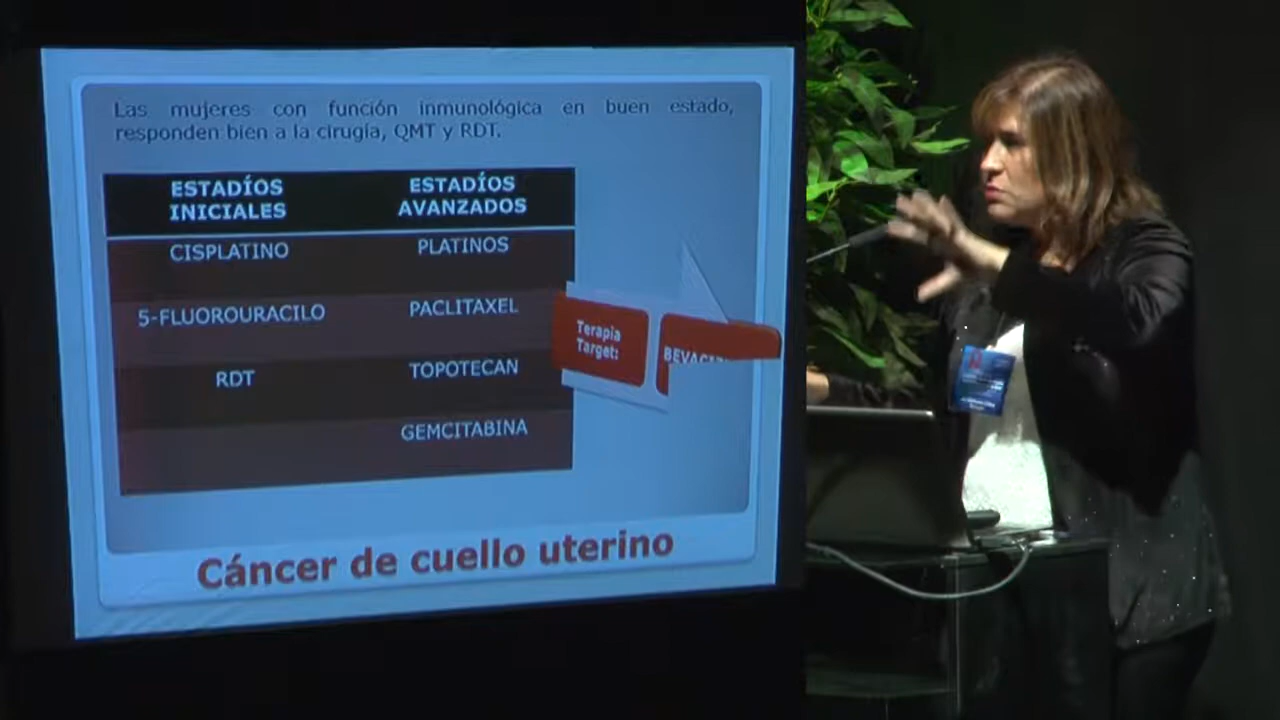 Las mujeres con función inmunológica en buen estado,
responden bien a la cirugía, QMT y RDT.
ESTADÍOS
INICIALES
ESTADÍOS
AVANZADOS
CISPLATINO
PLATINOS
5-FLUOROURACILO
PACLITAXEL
RDT
TOPOTECAN
GEMCITABINA
Terapia
Target:
Cáncer de cuello uterino